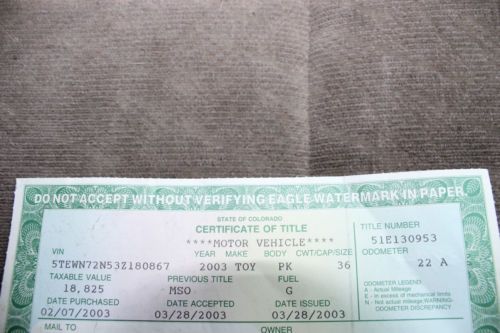 DO NOT ACCEPT WITHOUT VERIFYING EAGLE WATERMARK IN PAPER
STATE OF COLORADO
CERTIFICATE OF TITLE
TITLE NUMBER
****MOTOR VEHICLE****
51E130953
VIN YEAR MAKE BODY CWT/CAP/SIZE ODOMETER
5TEWN72N53Z180867 2003 TOY PK 36 22 A
TAXABLE VALUE PREVIOUS TITLE FUEL
A - Actual Mileage
18,825 MSO G
E - In excess of mechanical limits
N - Not actual mileage, WARNING-
DATE PURCHASED DATE ACCEPTED DATE ISSUED
ODOMETER DISCREPANCY
02/07/2003 03/28/2003 03/28/2003
MAIL TO